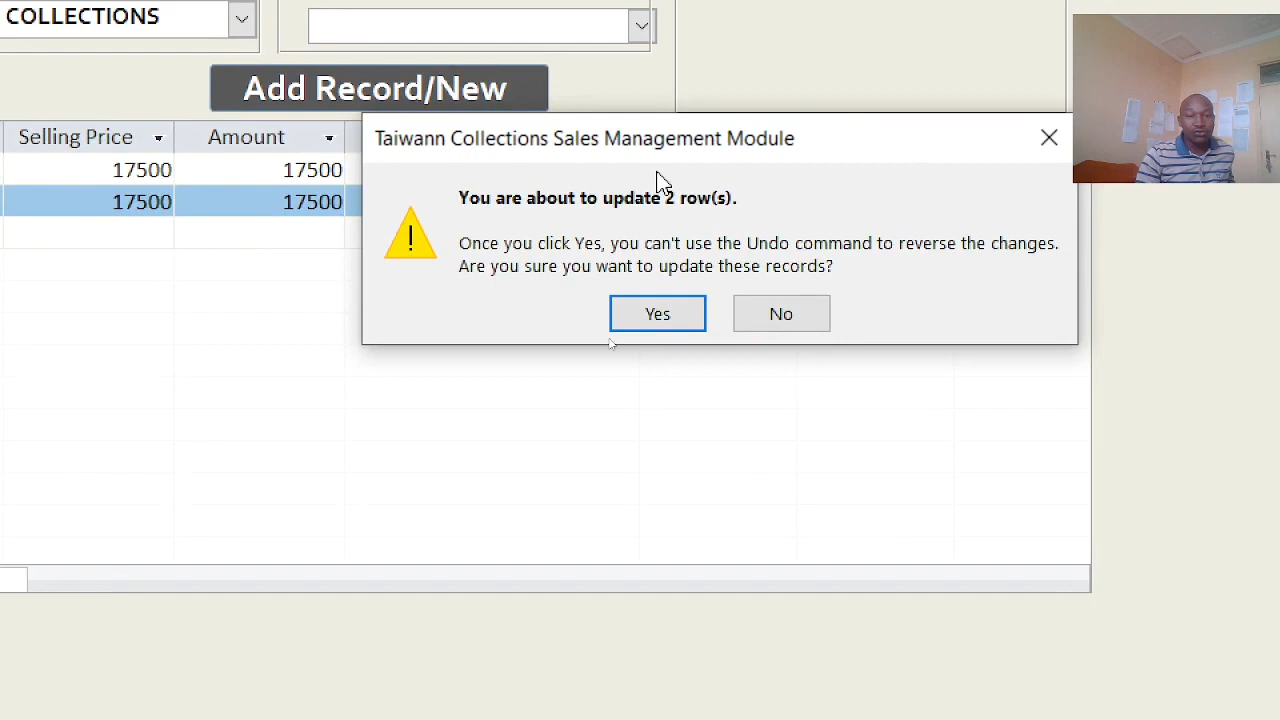 COLLECTIONS
Add Record/New
Selling Price Amount
17500 17500
17500 17500
Taiwann Collections Sales Management Module
You are about to update 2 row(s).
Once you click Yes, you can't use the Undo command to reverse the changes.
Are you sure you want to update these records?
Yes No